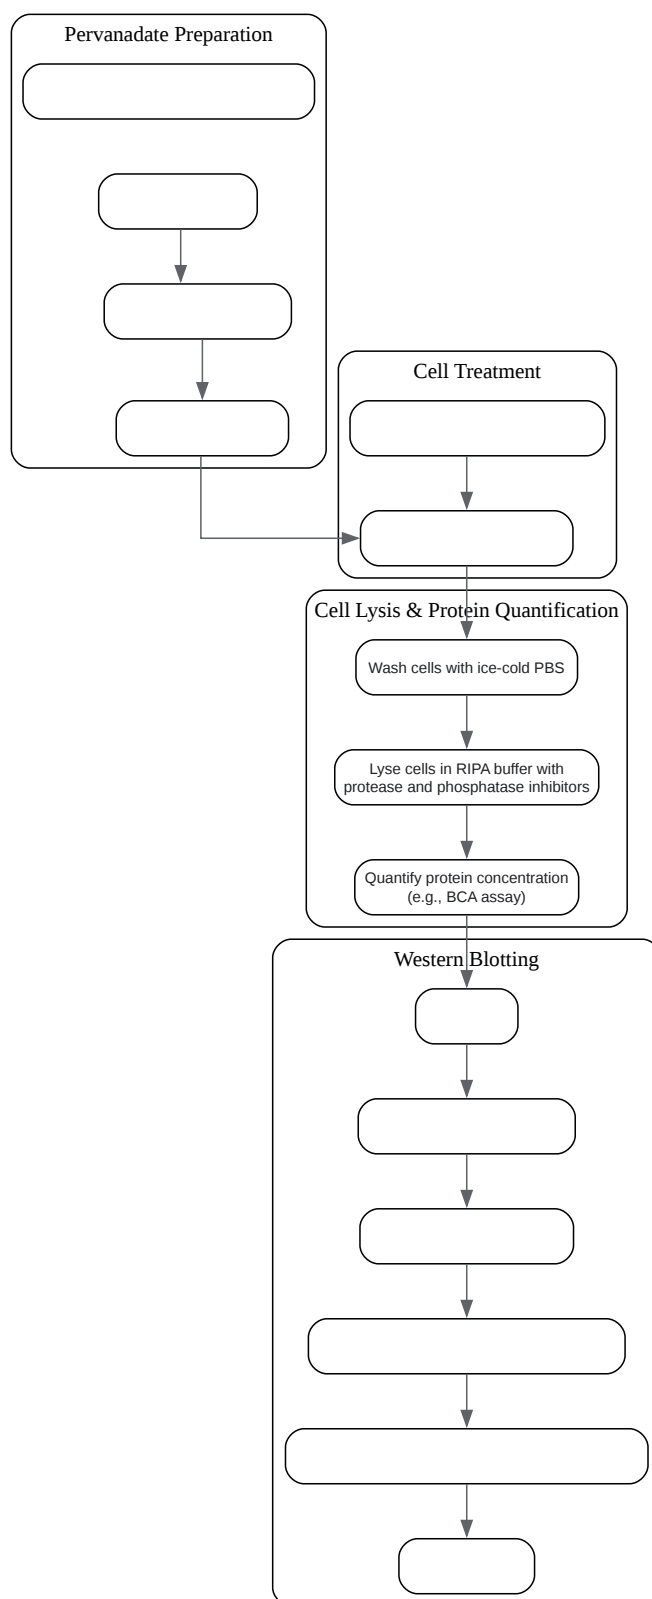 Pervanadate Preparation
Cell Treatment
Cell Lysis & Protein Quantification
Wash cells with ice-cold PBS
Lyse cells in RIPA buffer with
protease and phosphatase inhibitors
Quantify protein concentration
(e.g., BCA assay)
Western Blotting